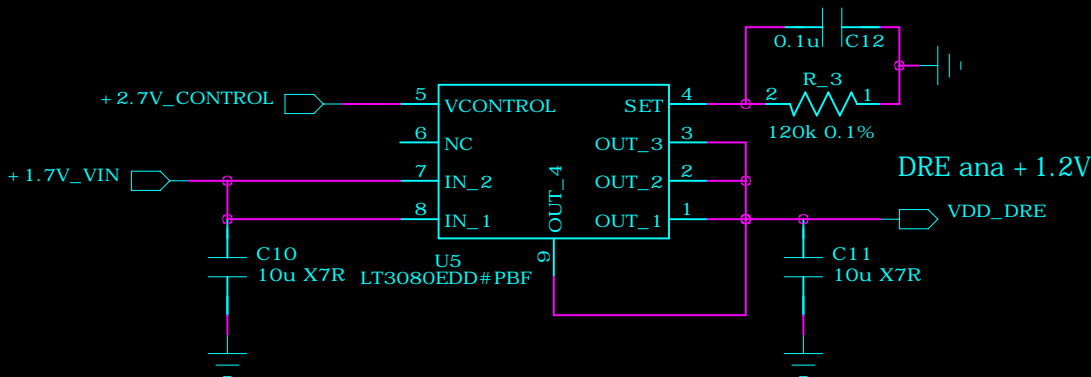 0.1u C12
R_3
2 1
120k 0.1%
+2.7V_CONTROL 5 VCONTROL SET 4
6 NC OUT_3 3
+1.7V_VIN 7 IN_2 OUT_2 2
DRE ana +1.2V
8 IN_1 OUT_4 OUT_1 1 VDD_DRE
9
C10
10u X7R
U5
LT3080EDD#PBF
C11
10u X7R